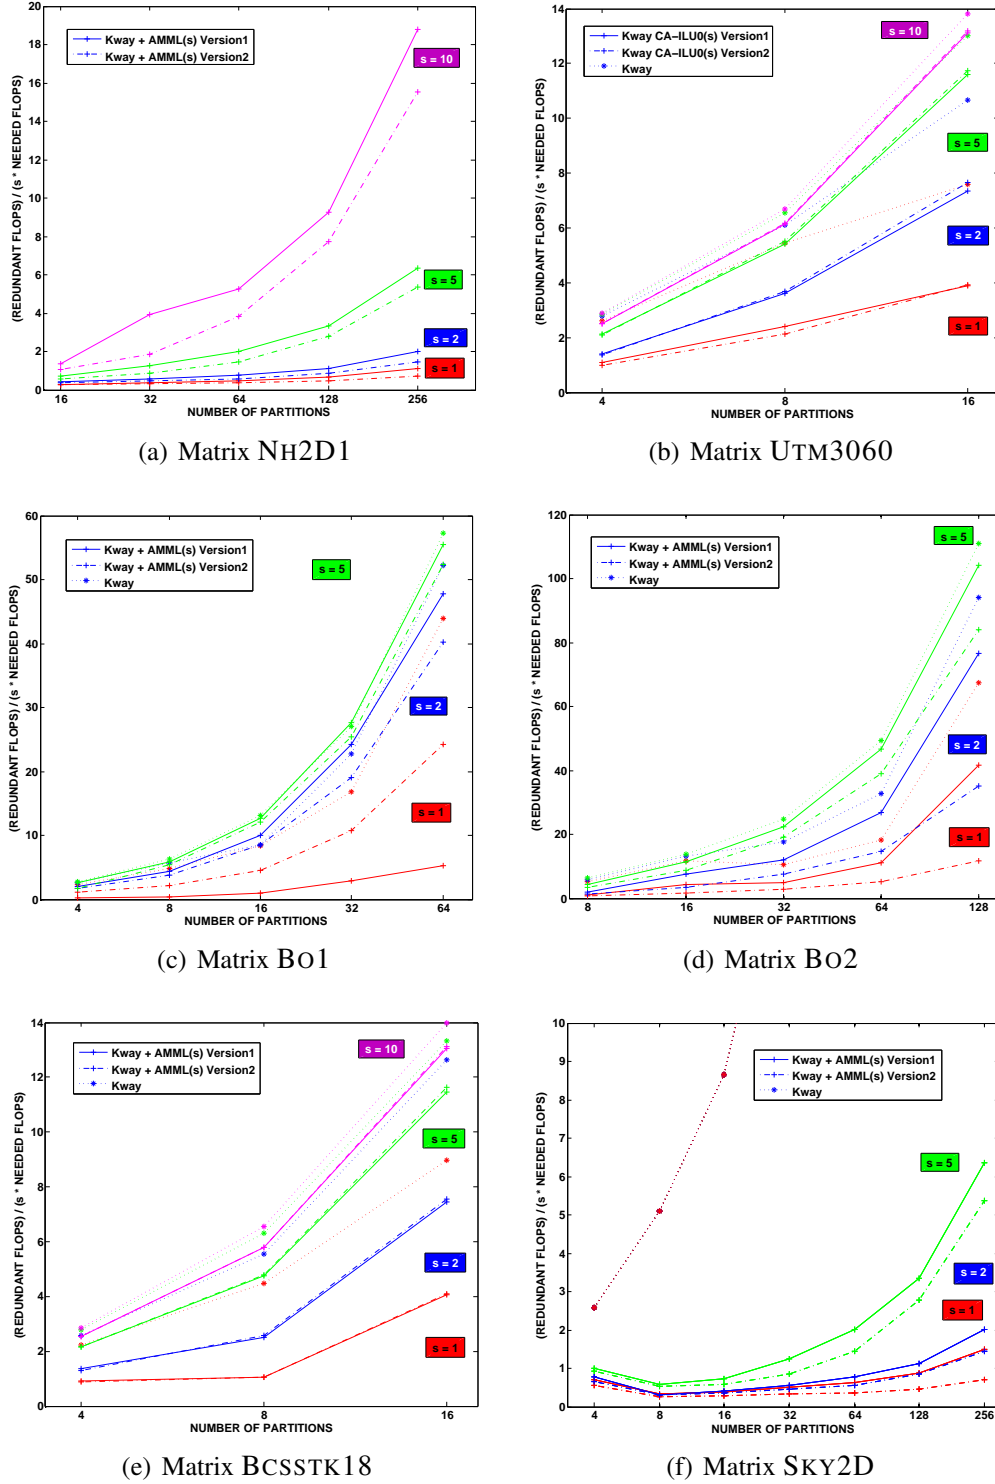 20
18
16
14
12
10
8
6
4
2
0
(REDUNDANT FLOPS) / (s * NEEDED FLOPS)
Kway + AMML(s) Version1
Kway + AMML(s) Version2
s = 10
s = 5
s = 2
s = 1
16 32 64 128 256
NUMBER OF PARTITIONS
(a) Matrix NH2D1
14
12
10
8
6
4
2
0
(REDUNDANT FLOPS) / (s * NEEDED FLOPS)
Kway CA–ILU0(s) Version1
Kway CA–ILU0(s) Version2
Kway
s = 10
s = 5
s = 2
s = 1
4 8 16
NUMBER OF PARTITIONS
(b) Matrix UTM3060
60
50
40
30
20
10
0
(REDUNDANT FLOPS) / (s * NEEDED FLOPS)
Kway + AMML(s) Version1
Kway + AMML(s) Version2
Kway
s = 5
s = 2
s = 1
4 8 16 32 64
NUMBER OF PARTITIONS
(c) Matrix BO1
120
100
80
60
40
20
0
(REDUNDANT FLOPS) / (s * NEEDED FLOPS)
Kway + AMML(s) Version1
Kway + AMML(s) Version2
Kway
s = 5
s = 2
s = 1
8 16 32 64 128
NUMBER OF PARTITIONS
(d) Matrix BO2
14
12
10
8
6
4
2
0
(REDUNDANT FLOPS) / (s * NEEDED FLOPS)
Kway + AMML(s) Version1
Kway + AMML(s) Version2
Kway
s = 10
s = 5
s = 2
s = 1
4 8 16
NUMBER OF PARTITIONS
(e) Matrix BCSSTK18
10
9
8
7
6
5
4
3
2
1
0
(REDUNDANT FLOPS) / (s * NEEDED FLOPS)
Kway + AMML(s) Version1
Kway + AMML(s) Version2
Kway
s = 5
s = 2
s = 1
4 8 16 32 64 128 256
NUMBER OF PARTITIONS
(f) Matrix SKY2D